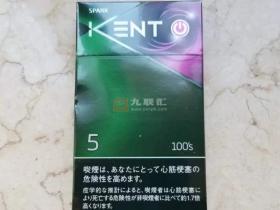 SPARK
KENT
九联汇
5
100's
喫煙は、あなたにとって心筋梗塞の
危険性を高めます。
疫学的な推計によると、喫煙者は心筋梗塞に
より死亡する危険性が非喫煙者に比べて約1.7倍
高くなります。